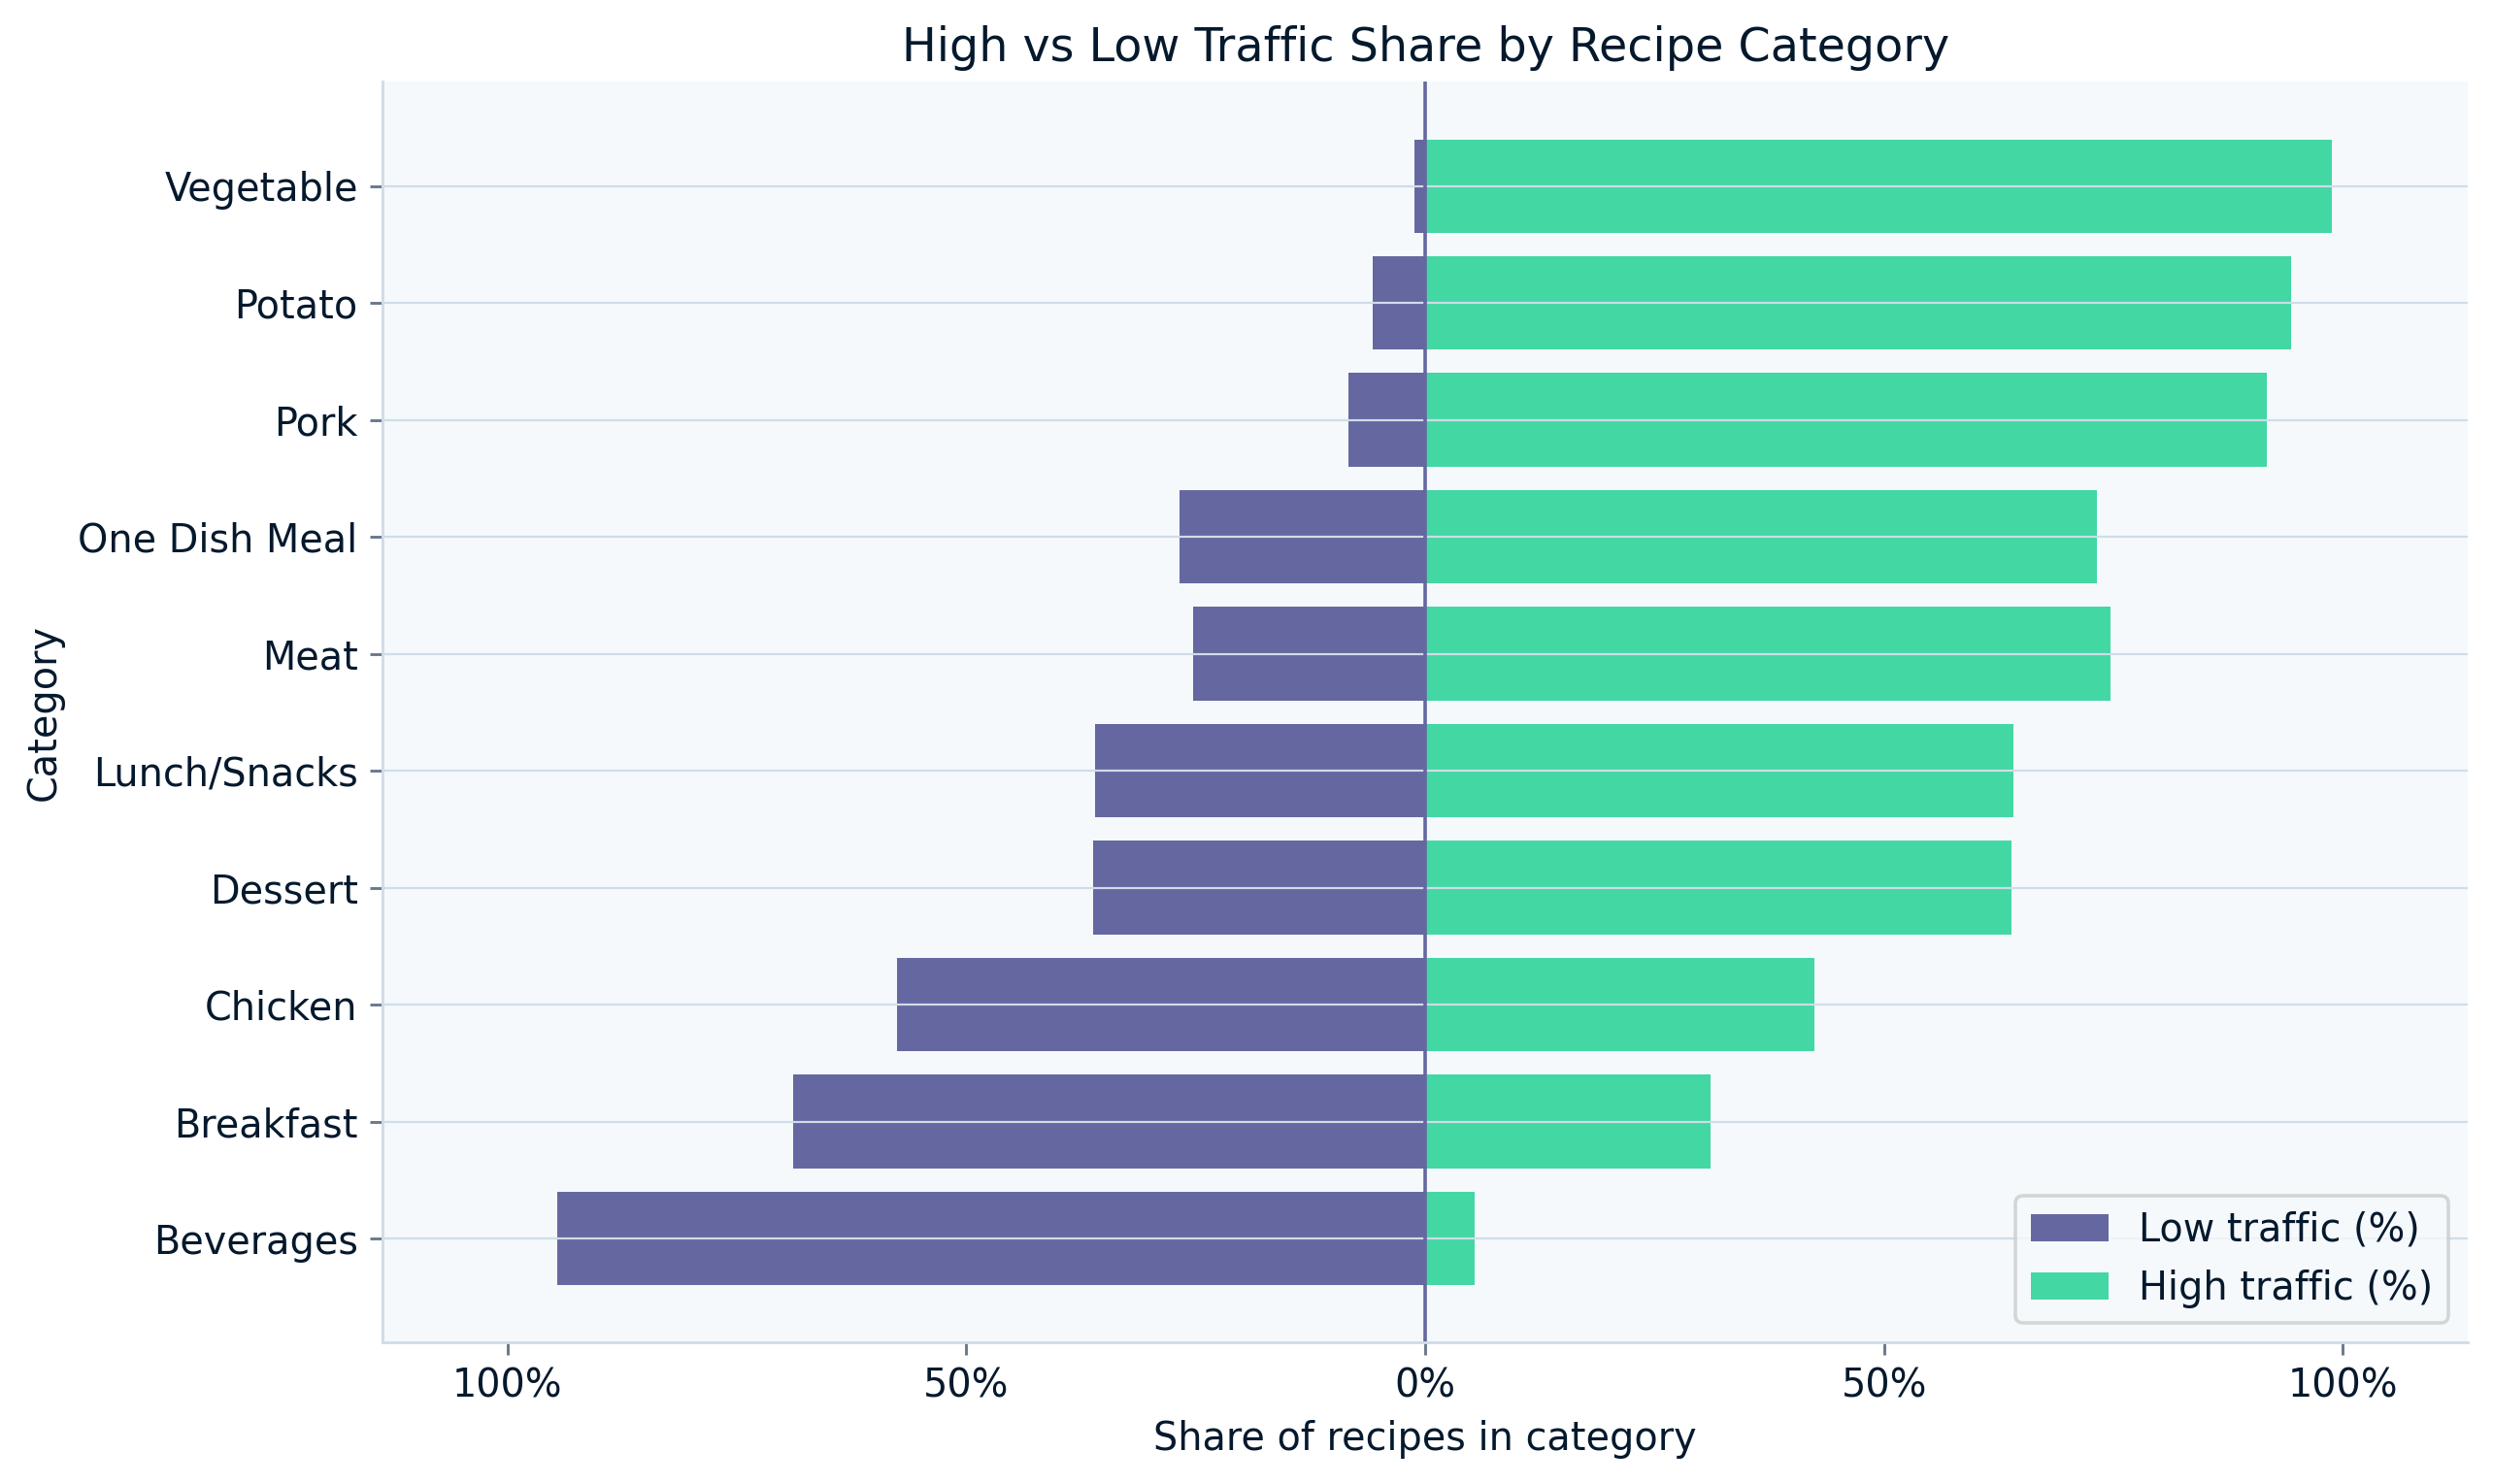 High vs Low Traffic Share by Recipe Category
Category
Vegetable
Potato
Pork
One Dish Meal
Meat
Lunch/Snacks
Dessert
Chicken
Breakfast
Beverages
Low traffic (%)
High traffic (%)
100% 50% 0% 50% 100%
Share of recipes in category